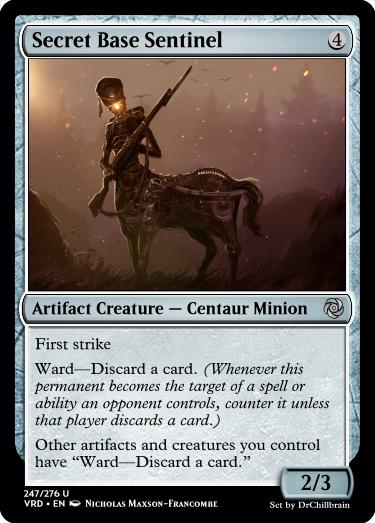 Secret Base Sentinel 4
Artifact Creature — Centaur Minion
First strike
Ward—Discard a card. (Whenever this
permanent becomes the target of a spell or
ability an opponent controls, counter it unless
that player discards a card.)
Other artifacts and creatures you control
have “Ward—Discard a card.”
2/3
247/276 U
VRD • EN Nicholas Maxson-Francombe
Set by DrChillbrain